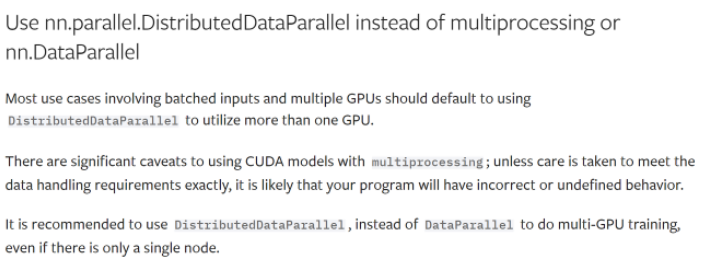 Use nn.parallel.DistributedDataParallel instead of multiprocessing or
nn.DataParallel
Most use cases involving batched inputs and multiple GPUs should default to using
DistributedDataParallel to utilize more than one GPU.
There are significant caveats to using CUDA models with multiprocessing; unless care is taken to meet the
data handling requirements exactly, it is likely that your program will have incorrect or undefined behavior.
It is recommended to use DistributedDataParallel, instead of DataParallel to do multi-GPU training,
even if there is only a single node.